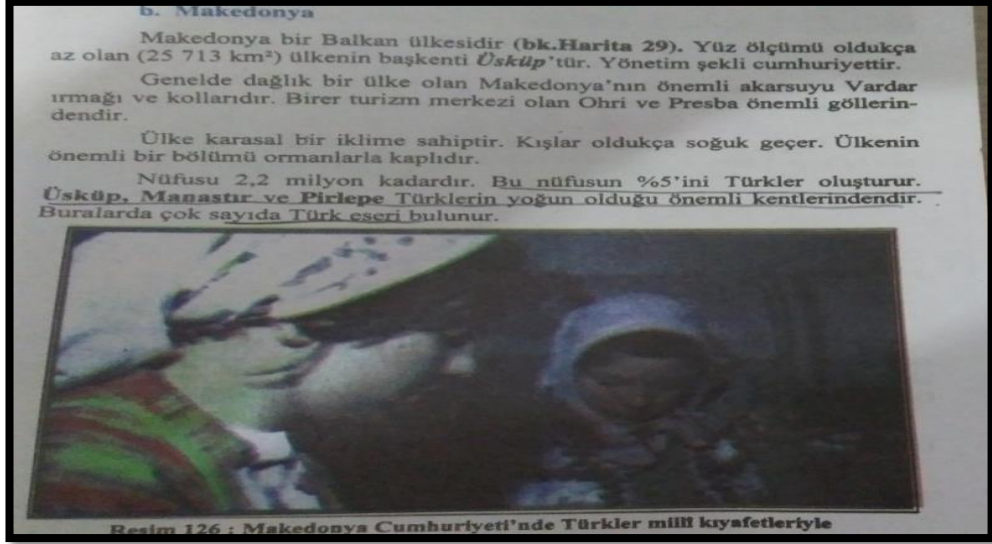 b. Makedonya
Makedonya bir Balkan ülkesidir (bk.Harita 29). Yüz ölçümü oldukça
az olan (25 713 km²) ülkenin başkenti Üsküp'tür. Yönetim şekli cumhuriyettir.
Genelde dağlık bir ülke olan Makedonya'nın önemli akarsuyu Vardar
ırmağı ve kollarıdır. Birer turizm merkezi olan Ohri ve Presba önemli göllerin-
dendir.
Ülke karasal bir iklime sahiptir. Kışlar oldukça soğuk geçer. Ülkenin
önemli bir bölümü ormanlarla kaplıdır.
Nüfusu 2,2 milyon kadardır. Bu nüfusun %5'ini Türkler oluşturur.
Üsküp, Manastır ve Pirlepe Türklerin yoğun olduğu önemli kentlerindendir.
Buralarda çok sayıda Türk eseri bulunur.
Resim 126 : Makedonya Cumhuriyeti'nde Türkler millî kıyafetleriyle